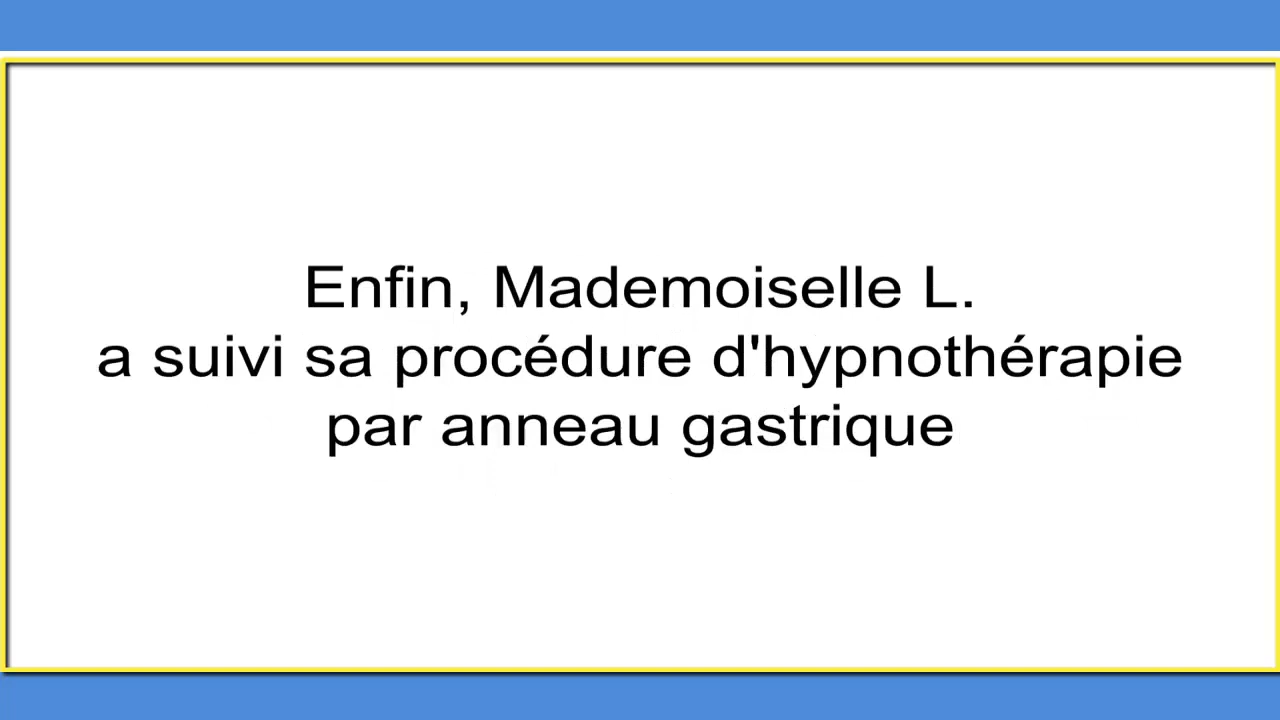 Enfin, Mademoiselle L.
a suivi sa procédure d'hypnothérapie
par anneau gastrique